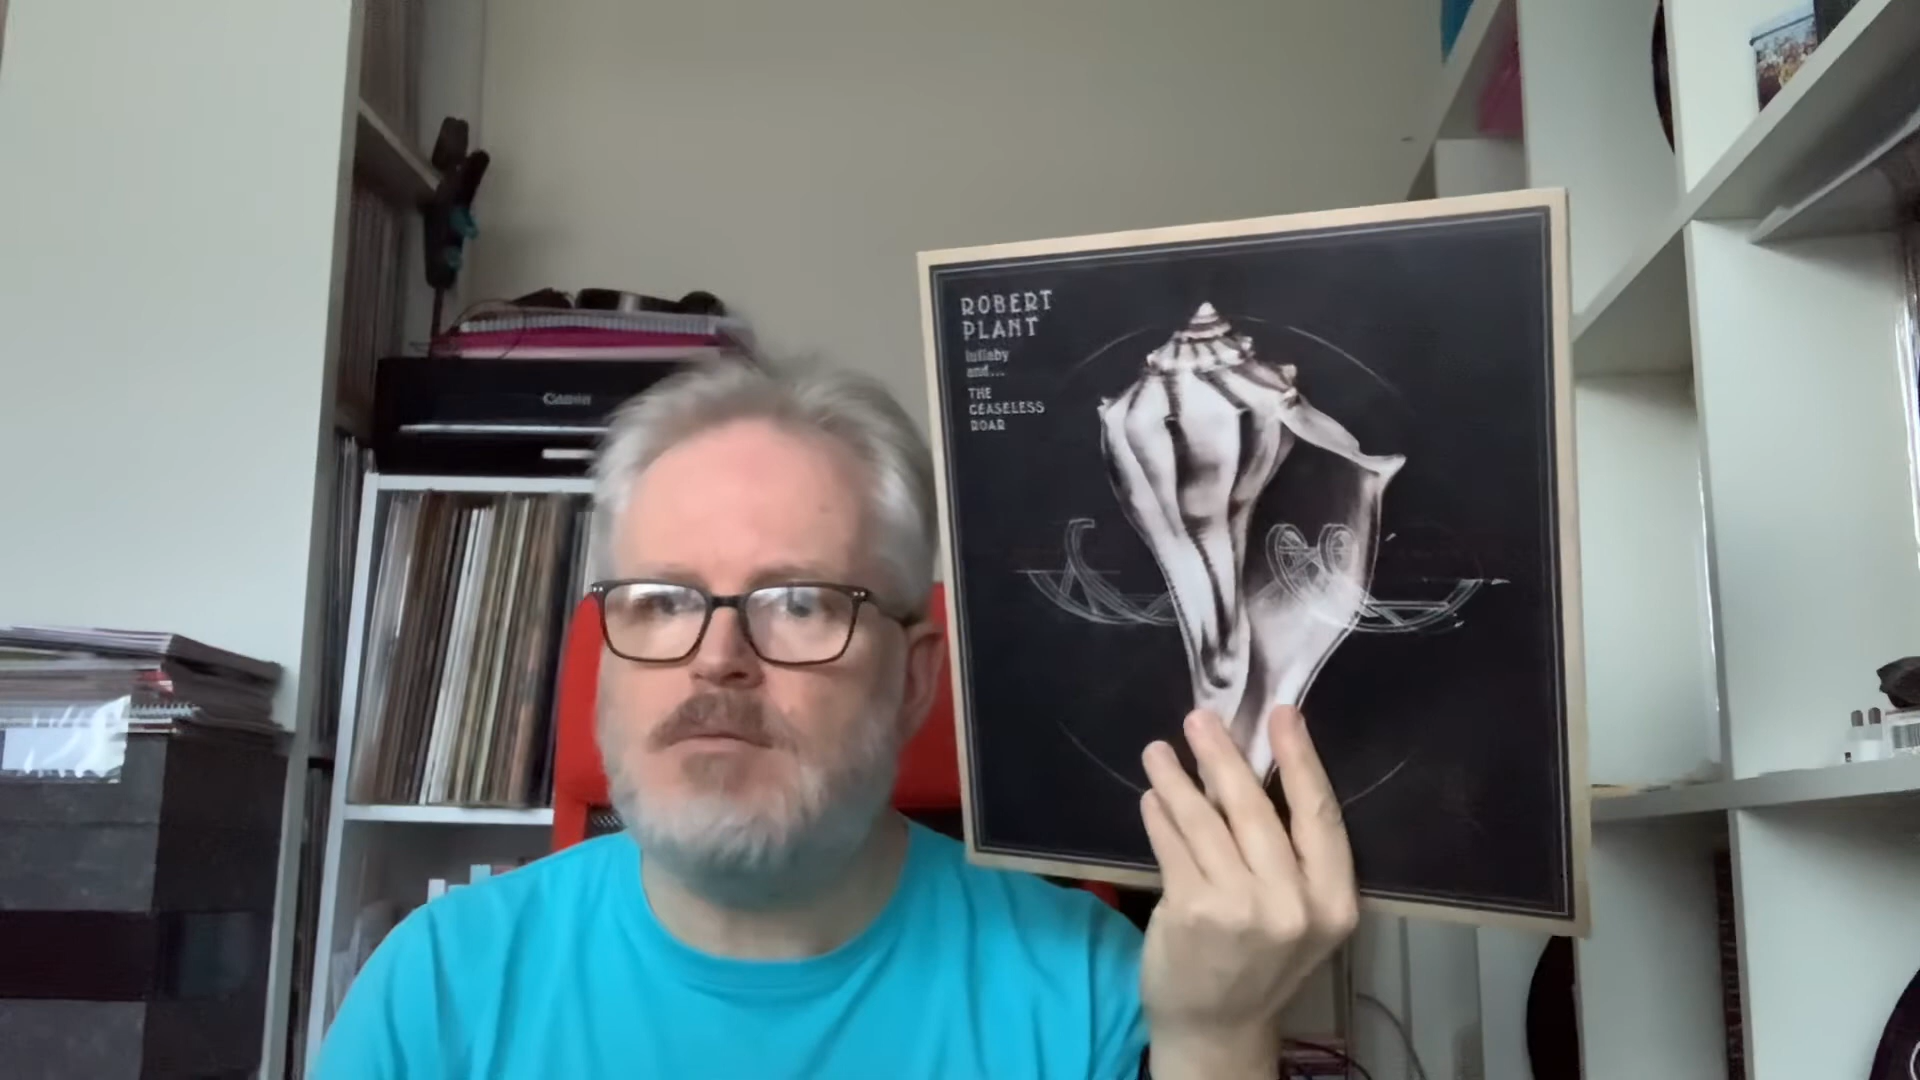 Canon
ROBERT
PLANT
lullaby
and...
THE
CEASELESS
ROAR